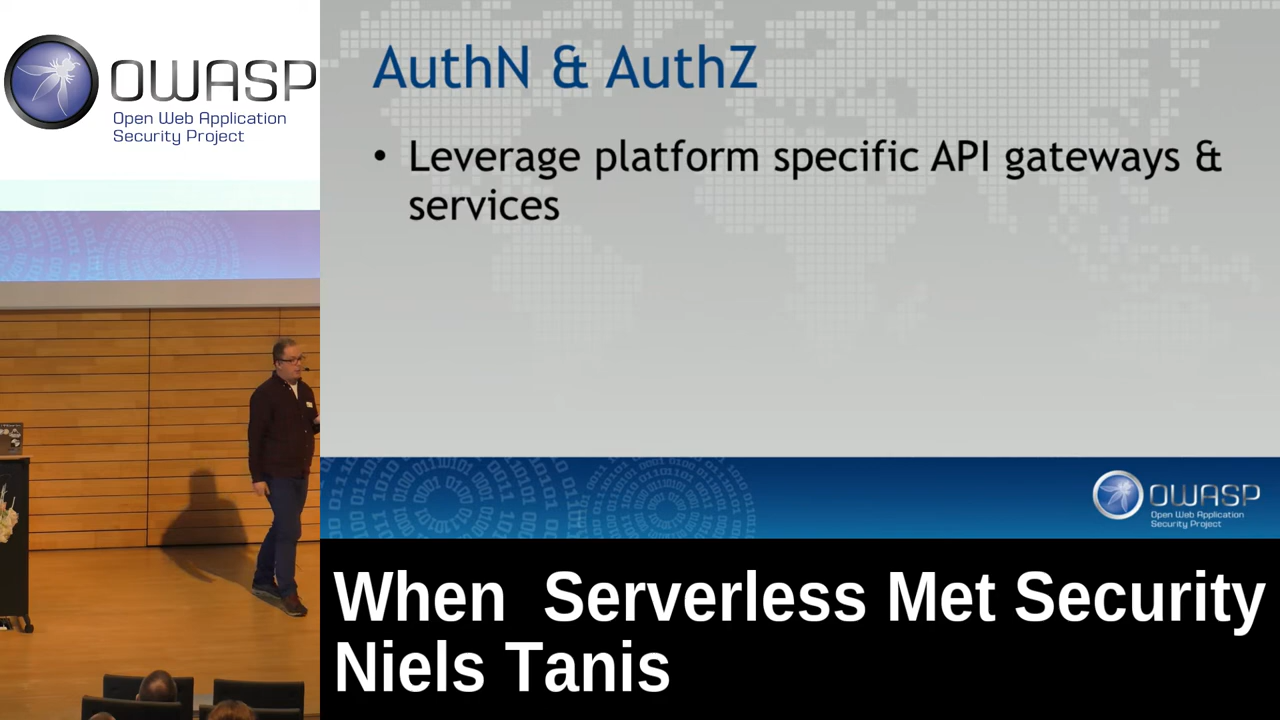 OWASP
Open Web Application
Security Project
AuthN & AuthZ
• Leverage platform specific API gateways &
services
OWASP
Open Web Application
Security Project
When Serverless Met Security
Niels Tanis